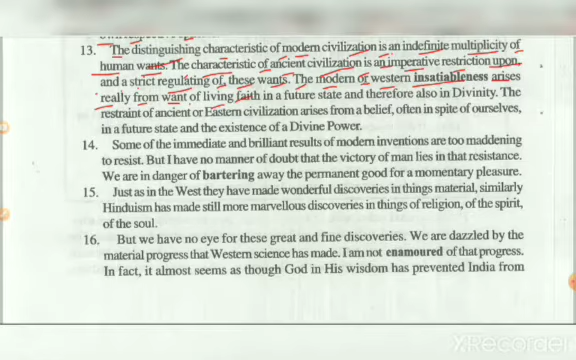 13. The distinguishing characteristic of modern civilization is an indefinite multiplicity of
human wants. The characteristic of ancient civilization is an imperative restriction upon,
and a strict regulating of, these wants. The modern or western insatiableness arises
really from want of living faith in a future state and therefore also in Divinity. The
restraint of ancient or Eastern civilization arises from a belief, often in spite of ourselves,
in a future state and the existence of a Divine Power.
14. Some of the immediate and brilliant results of modern inventions are too maddening
to resist. But I have no manner of doubt that the victory of man lies in that resistance.
We are in danger of bartering away the permanent good for a momentary pleasure.
15. Just as in the West they have made wonderful discoveries in things material, similarly
Hinduism has made still more marvellous discoveries in things of religion, of the spirit,
of the soul.
16. But we have no eye for these great and fine discoveries. We are dazzled by the
material progress that Western science has made. I am not enamoured of that progress.
In fact, it almost seems as though God in His wisdom has prevented India from
XRecorder